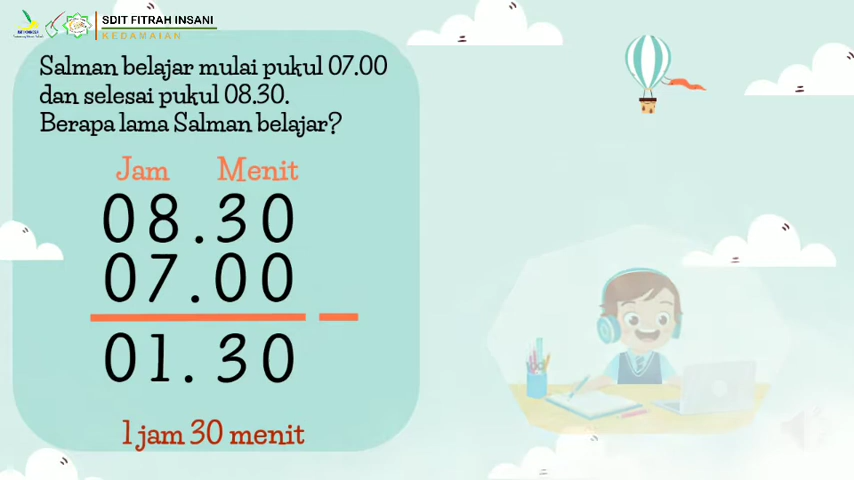 SDIT FITRAH INSANI
KEDAMAIAN
Salman belajar mulai pukul 07.00
dan selesai pukul 08.30.
Berapa lama Salman belajar?
Jam Menit
08.30
07.00
01.30
1 jam 30 menit